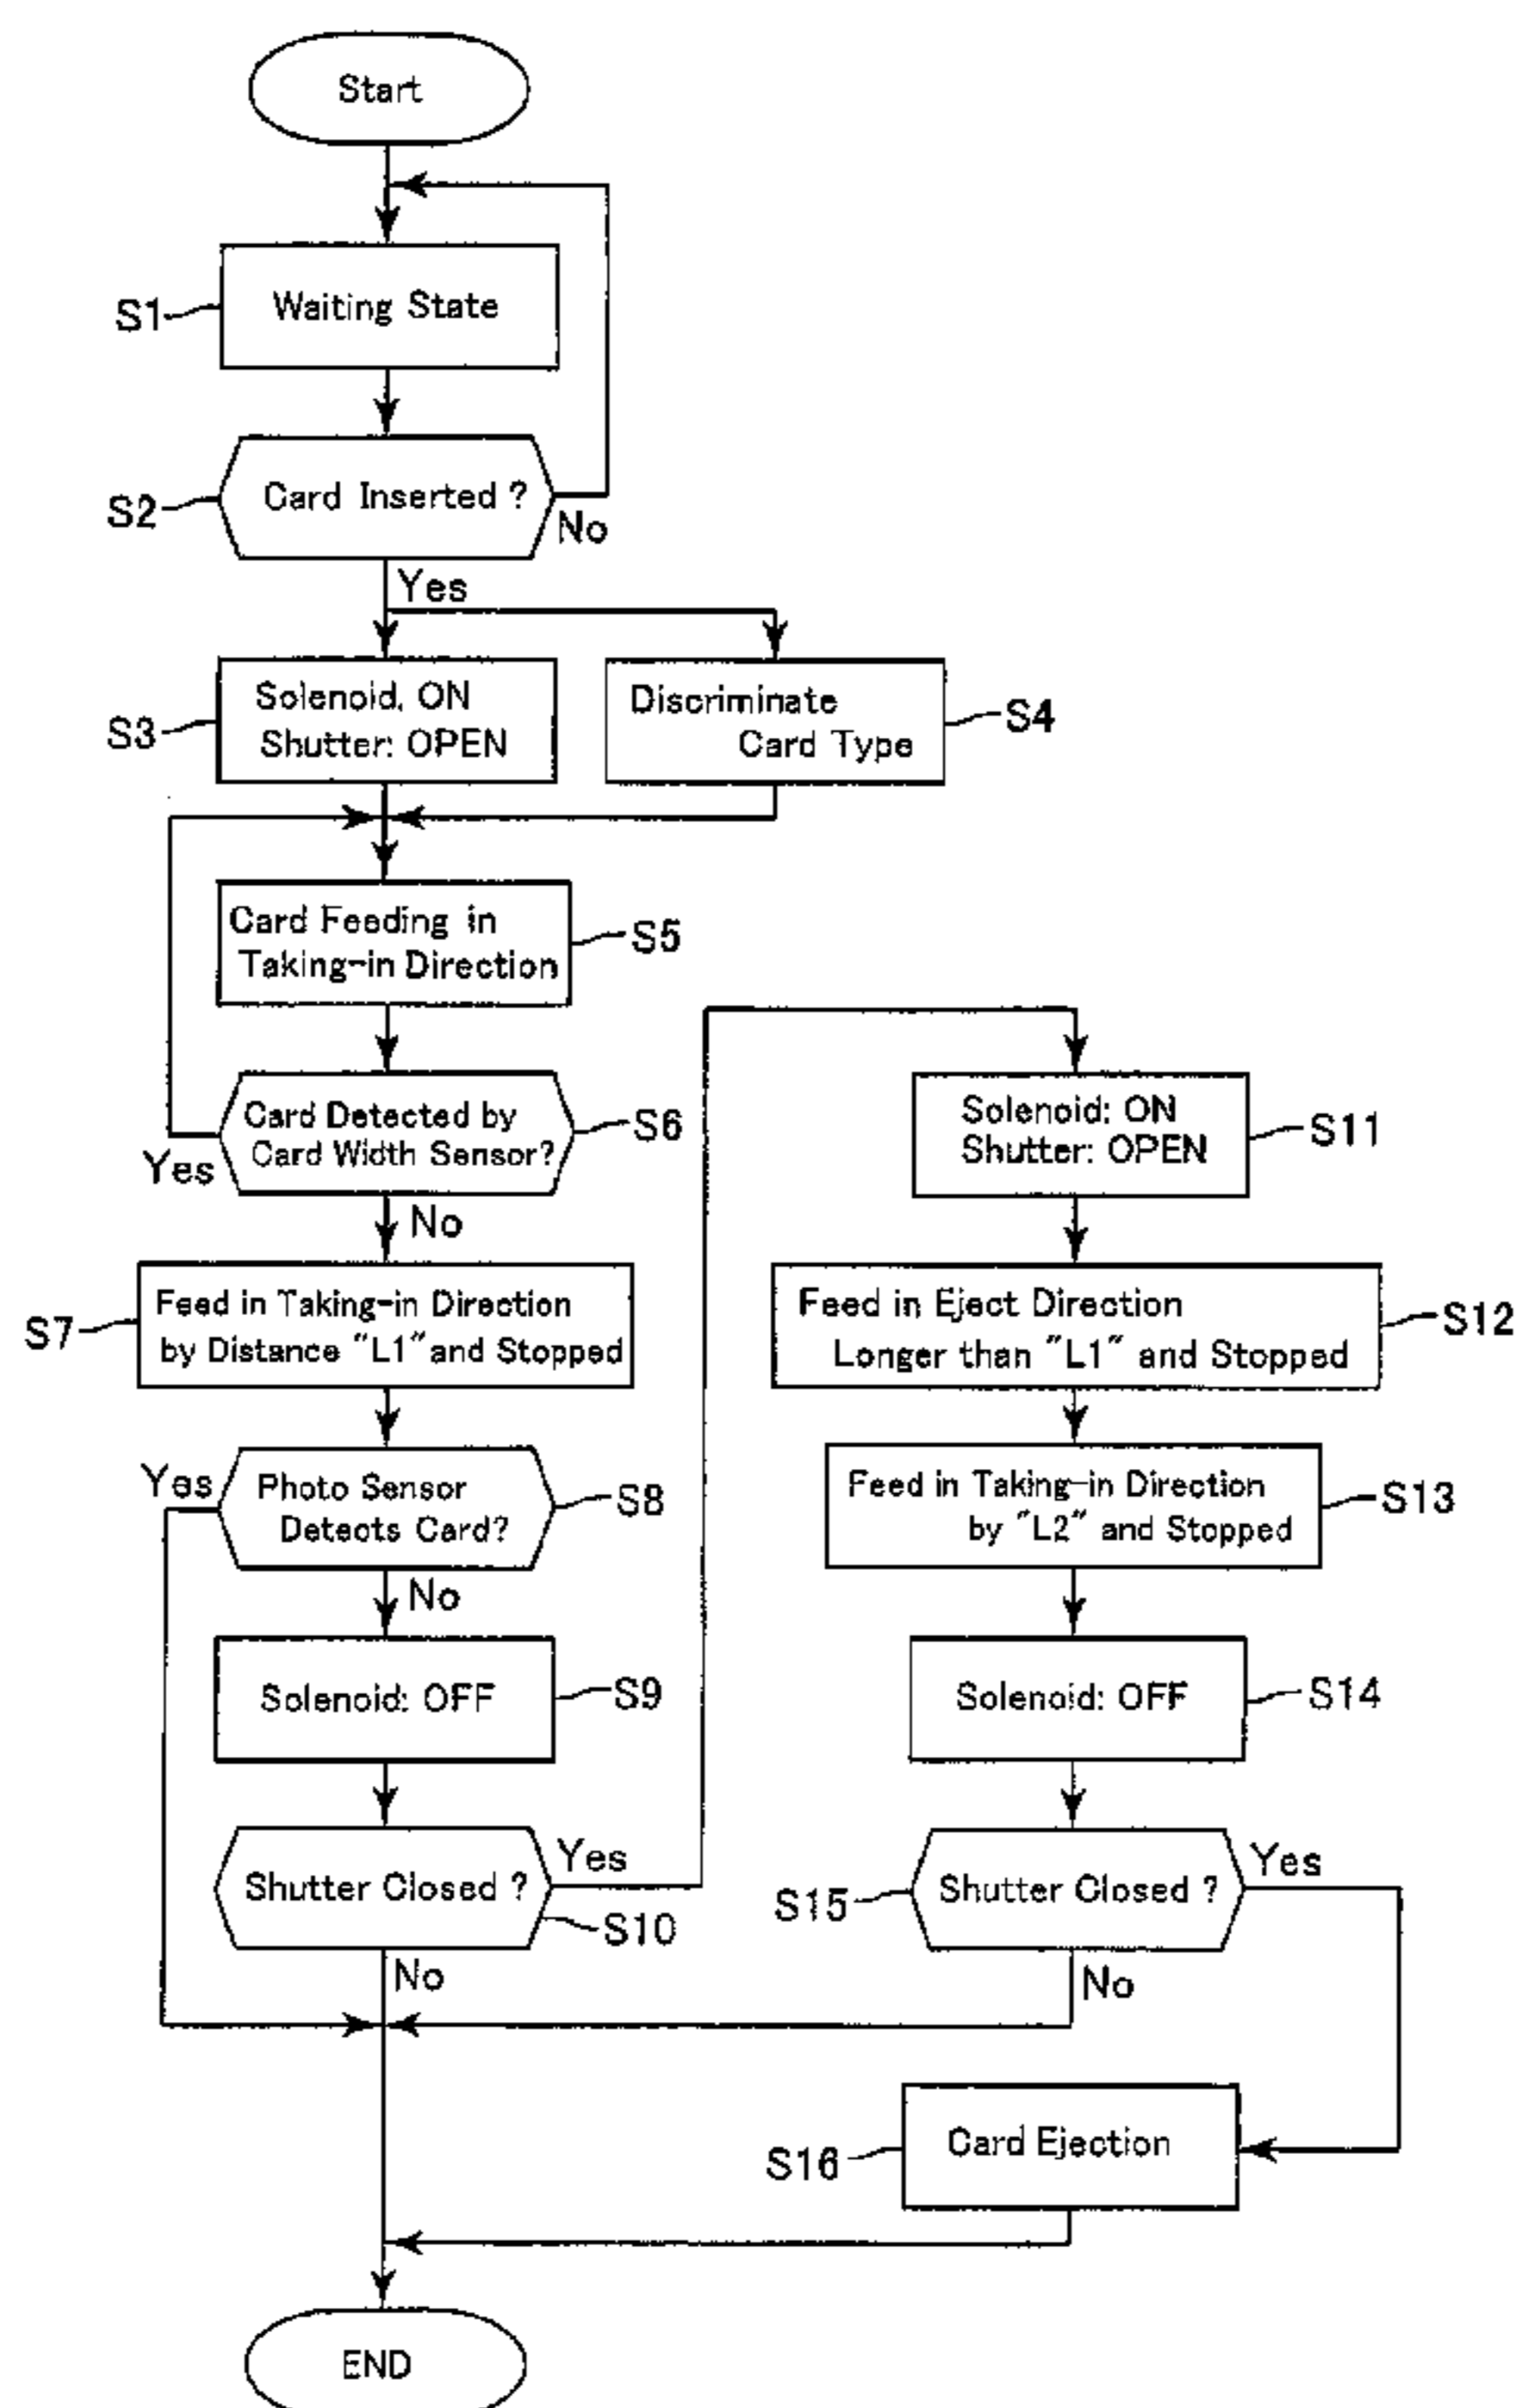 Start
S1
Waiting State
S2
Card Inserted ?
No
Yes
S3
Solenoid. ON
Shutter: OPEN
Discriminate
Card Type
S4
Card Feeding in
Taking-in Direction
S5
Card Detected by
Card Width Sensor?
S6
Yes
No
S7
Feed in Taking-in Direction
by Distance "L1" and Stopped
Yes
Photo Sensor
Detects Card?
S8
No
Solenoid: OFF
S9
Shutter Closed ?
Yes
S10
No
Solenoid: ON
Shutter: OPEN
S11
Feed in Eject Direction
Longer than "L1" and Stopped
S12
Feed in Taking-in Direction
by "L2" and Stopped
S13
Solenoid: OFF
S14
S15
Shutter Closed ?
Yes
No
S16
Card Ejection
END